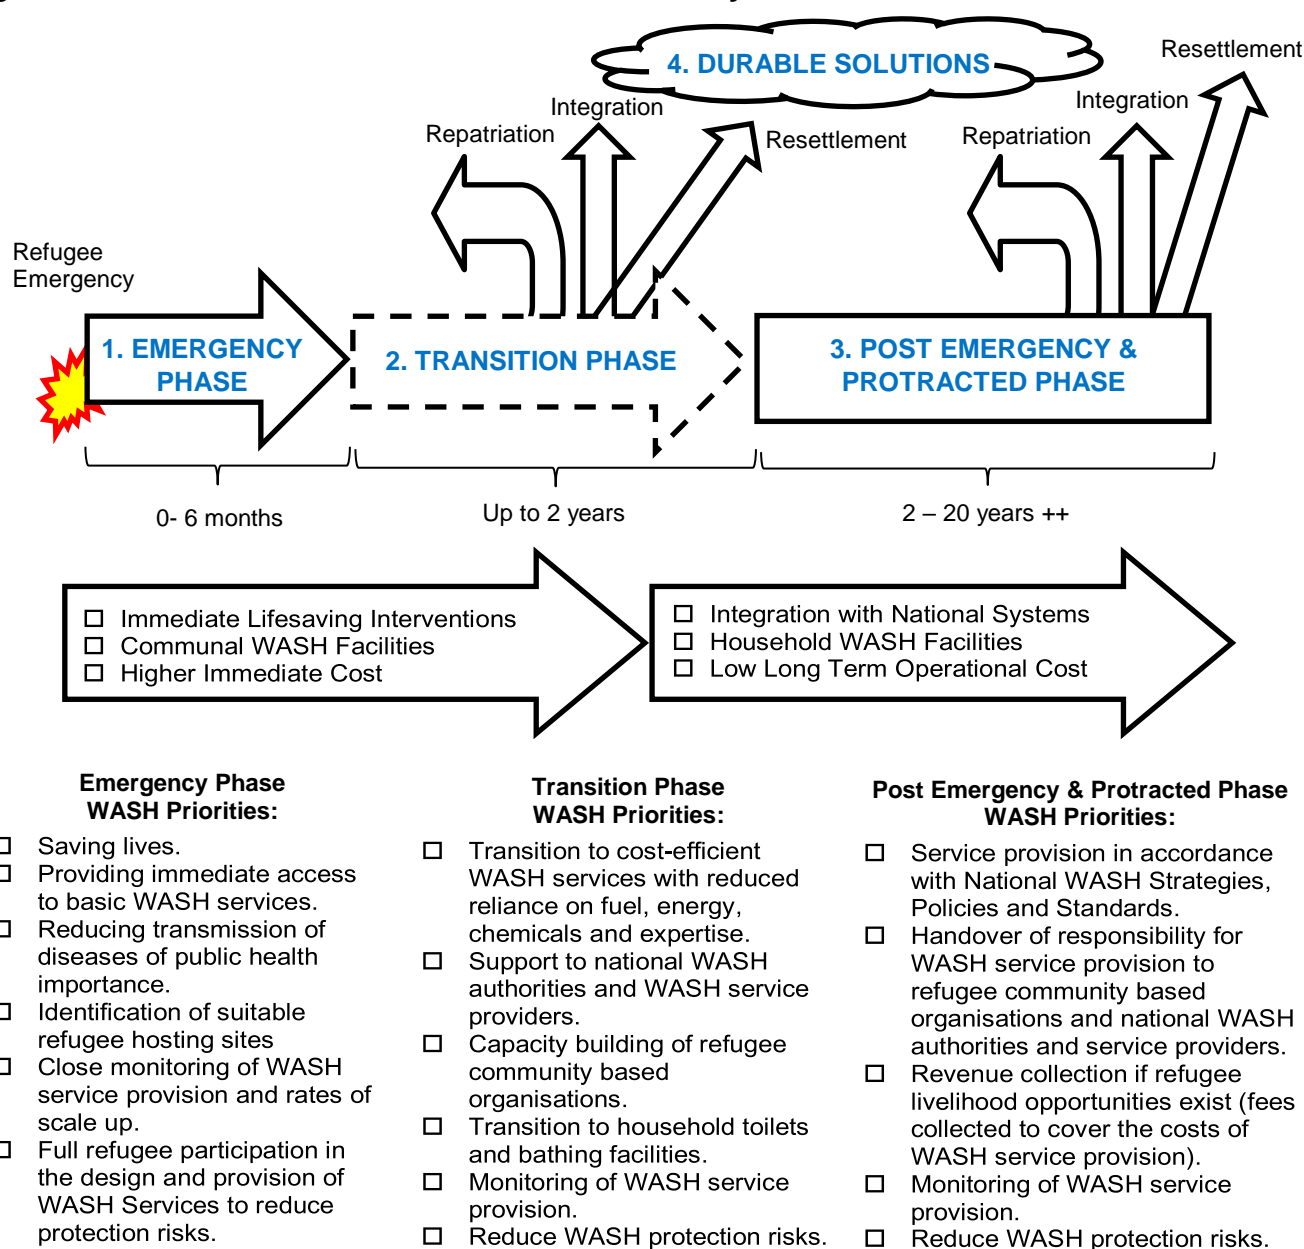 4. DURABLE SOLUTIONS
Resettlement
Integration
Integration
Repatriation
Resettlement
Repatriation
Refugee
Emergency
1. EMERGENCY
PHASE
2. TRANSITION PHASE
3. POST EMERGENCY &
PROTRACTED PHASE
0- 6 months
Up to 2 years
2 – 20 years ++
Immediate Lifesaving Interventions
Communal WASH Facilities
Higher Immediate Cost
Integration with National Systems
Household WASH Facilities
Low Long Term Operational Cost
Emergency Phase
WASH Priorities:
Saving lives.
Providing immediate access
to basic WASH services.
Reducing transmission of
diseases of public health
importance.
Identification of suitable
refugee hosting sites
Close monitoring of WASH
service provision and rates of
scale up.
Full refugee participation in
the design and provision of
WASH Services to reduce
protection risks.
Transition Phase
WASH Priorities:
Transition to cost-efficient
WASH services with reduced
reliance on fuel, energy,
chemicals and expertise.
Support to national WASH
authorities and WASH service
providers.
Capacity building of refugee
community based
organisations.
Transition to household toilets
and bathing facilities.
Monitoring of WASH service
provision.
Reduce WASH protection risks.
Post Emergency & Protracted Phase
WASH Priorities:
Service provision in accordance
with National WASH Strategies,
Policies and Standards.
Handover of responsibility for
WASH service provision to
refugee community based
organisations and national WASH
authorities and service providers.
Revenue collection if refugee
livelihood opportunities exist (fees
collected to cover the costs of
WASH service provision).
Monitoring of WASH service
provision.
Reduce WASH protection risks.